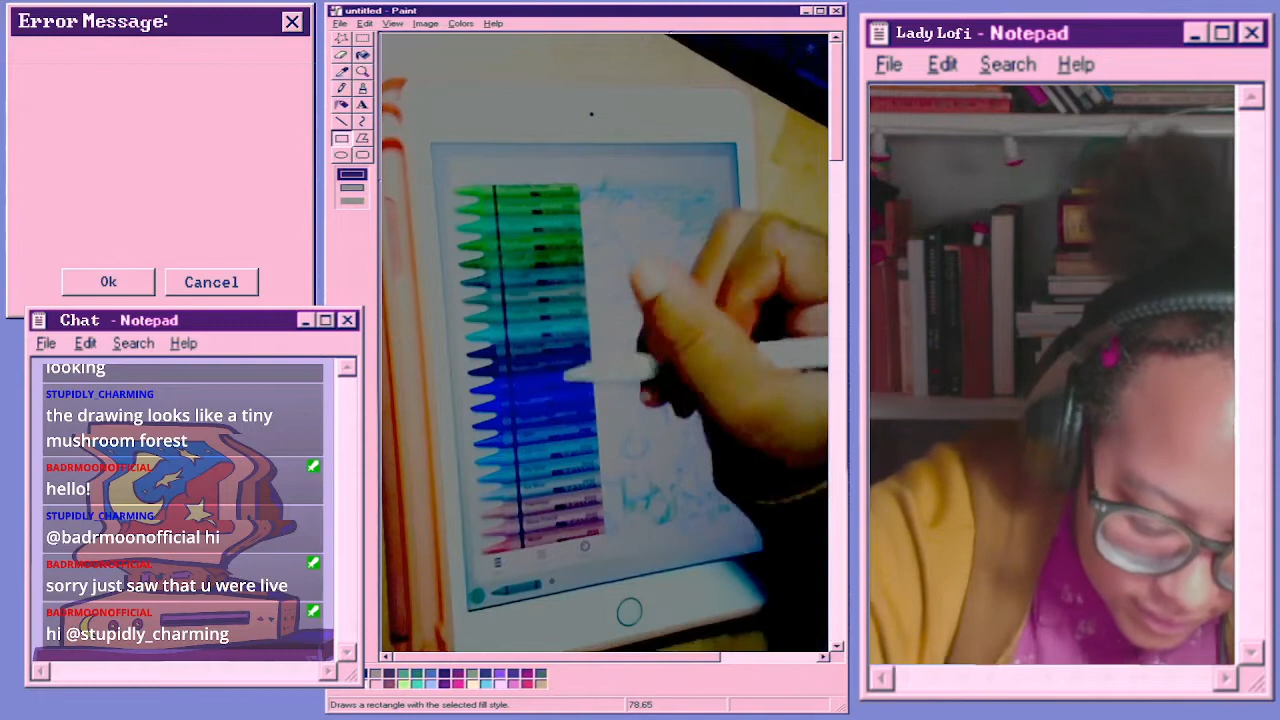 Error Message:
Ok
Cancel
Chat - Notepad
File Edit Search Help
looking
STUPIDLY_CHARMING
the drawing looks like a tiny
mushroom forest
BADRMOONOFFICIAL
hello!
STUPIDLY_CHARMING
@badrmoonofficial hi
BADRMOONOFFICIAL
sorry just saw that u were live
BADRMOONOFFICIAL
hi @stupidly_charming
untitled - Paint
File Edit View Image Colors Help
A
Draws a rectangle with the selected fill style.
78.65
Lady Lofi - Notepad
File Edit Search Help